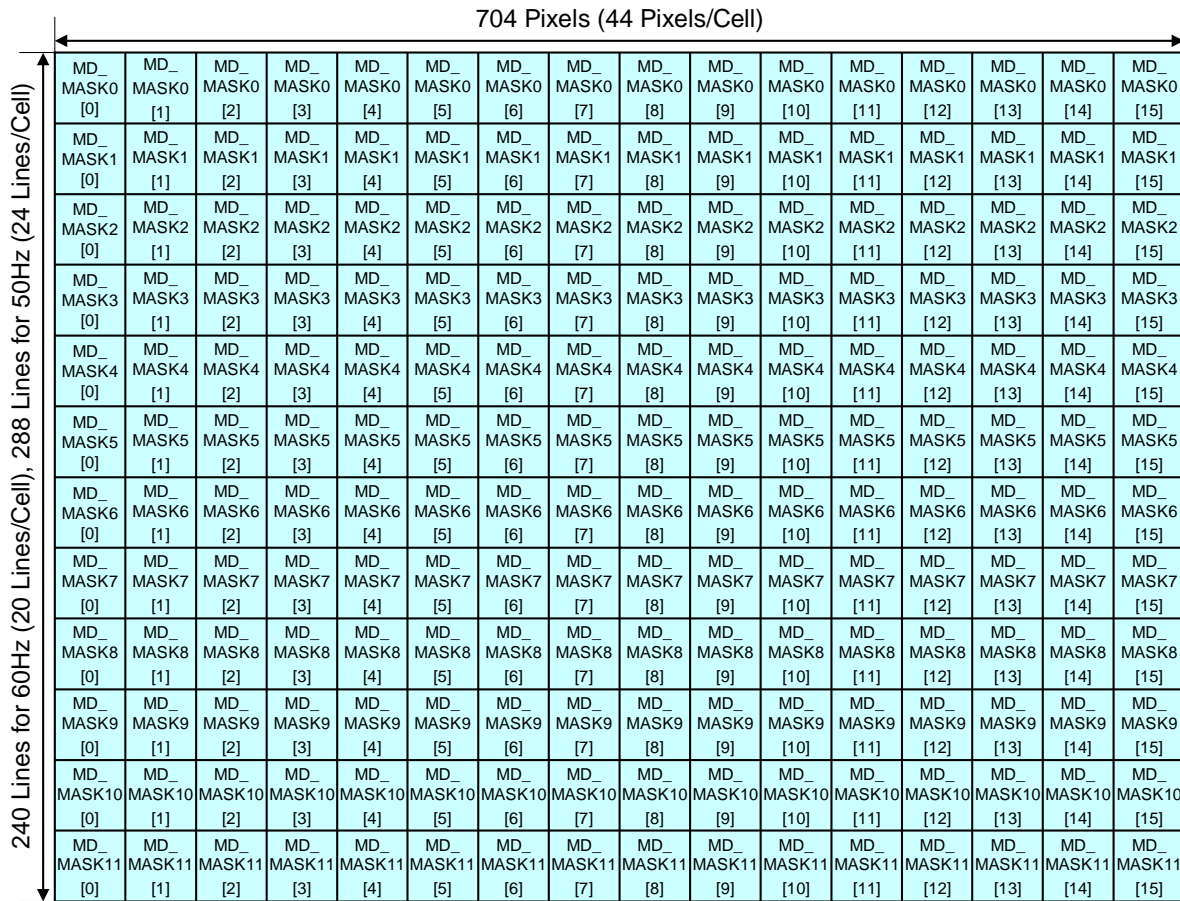 704 Pixels (44 Pixels/Cell)
240 Lines for 60Hz (20 Lines/Cell), 288 Lines for 50Hz (24 Lines/Cell)
MD_ MD_ MD_ MD_ MD_ MD_ MD_ MD_ MD_ MD_ MD_ MD_ MD_ MD_ MD_ MD_
MASK0 MASK0 MASK0 MASK0 MASK0 MASK0 MASK0 MASK0 MASK0 MASK0 MASK0 MASK0 MASK0 MASK0 MASK0 MASK0
[0] [1] [2] [3] [4] [5] [6] [7] [8] [9] [10] [11] [12] [13] [14] [15]
MD_ MD_ MD_ MD_ MD_ MD_ MD_ MD_ MD_ MD_ MD_ MD_ MD_ MD_ MD_ MD_
MASK1 MASK1 MASK1 MASK1 MASK1 MASK1 MASK1 MASK1 MASK1 MASK1 MASK1 MASK1 MASK1 MASK1 MASK1 MASK1
[0] [1] [2] [3] [4] [5] [6] [7] [8] [9] [10] [11] [12] [13] [14] [15]
MD_ MD_ MD_ MD_ MD_ MD_ MD_ MD_ MD_ MD_ MD_ MD_ MD_ MD_ MD_ MD_
MASK2 MASK2 MASK2 MASK2 MASK2 MASK2 MASK2 MASK2 MASK2 MASK2 MASK2 MASK2 MASK2 MASK2 MASK2 MASK2
[0] [1] [2] [3] [4] [5] [6] [7] [8] [9] [10] [11] [12] [13] [14] [15]
MD_ MD_ MD_ MD_ MD_ MD_ MD_ MD_ MD_ MD_ MD_ MD_ MD_ MD_ MD_ MD_
MASK3 MASK3 MASK3 MASK3 MASK3 MASK3 MASK3 MASK3 MASK3 MASK3 MASK3 MASK3 MASK3 MASK3 MASK3 MASK3
[0] [1] [2] [3] [4] [5] [6] [7] [8] [9] [10] [11] [12] [13] [14] [15]
MD_ MD_ MD_ MD_ MD_ MD_ MD_ MD_ MD_ MD_ MD_ MD_ MD_ MD_ MD_ MD_
MASK4 MASK4 MASK4 MASK4 MASK4 MASK4 MASK4 MASK4 MASK4 MASK4 MASK4 MASK4 MASK4 MASK4 MASK4 MASK4
[0] [1] [2] [3] [4] [5] [6] [7] [8] [9] [10] [11] [12] [13] [14] [15]
MD_ MD_ MD_ MD_ MD_ MD_ MD_ MD_ MD_ MD_ MD_ MD_ MD_ MD_ MD_ MD_
MASK5 MASK5 MASK5 MASK5 MASK5 MASK5 MASK5 MASK5 MASK5 MASK5 MASK5 MASK5 MASK5 MASK5 MASK5 MASK5
[0] [1] [2] [3] [4] [5] [6] [7] [8] [9] [10] [11] [12] [13] [14] [15]
MD_ MD_ MD_ MD_ MD_ MD_ MD_ MD_ MD_ MD_ MD_ MD_ MD_ MD_ MD_ MD_
MASK6 MASK6 MASK6 MASK6 MASK6 MASK6 MASK6 MASK6 MASK6 MASK6 MASK6 MASK6 MASK6 MASK6 MASK6 MASK6
[0] [1] [2] [3] [4] [5] [6] [7] [8] [9] [10] [11] [12] [13] [14] [15]
MD_ MD_ MD_ MD_ MD_ MD_ MD_ MD_ MD_ MD_ MD_ MD_ MD_ MD_ MD_ MD_
MASK7 MASK7 MASK7 MASK7 MASK7 MASK7 MASK7 MASK7 MASK7 MASK7 MASK7 MASK7 MASK7 MASK7 MASK7 MASK7
[0] [1] [2] [3] [4] [5] [6] [7] [8] [9] [10] [11] [12] [13] [14] [15]
MD_ MD_ MD_ MD_ MD_ MD_ MD_ MD_ MD_ MD_ MD_ MD_ MD_ MD_ MD_ MD_
MASK8 MASK8 MASK8 MASK8 MASK8 MASK8 MASK8 MASK8 MASK8 MASK8 MASK8 MASK8 MASK8 MASK8 MASK8 MASK8
[0] [1] [2] [3] [4] [5] [6] [7] [8] [9] [10] [11] [12] [13] [14] [15]
MD_ MD_ MD_ MD_ MD_ MD_ MD_ MD_ MD_ MD_ MD_ MD_ MD_ MD_ MD_ MD_
MASK9 MASK9 MASK9 MASK9 MASK9 MASK9 MASK9 MASK9 MASK9 MASK9 MASK9 MASK9 MASK9 MASK9 MASK9 MASK9
[0] [1] [2] [3] [4] [5] [6] [7] [8] [9] [10] [11] [12] [13] [14] [15]
MD_ MD_ MD_ MD_ MD_ MD_ MD_ MD_ MD_ MD_ MD_ MD_ MD_ MD_ MD_ MD_
MASK10 MASK10 MASK10 MASK10 MASK10 MASK10 MASK10 MASK10 MASK10 MASK10 MASK10 MASK10 MASK10 MASK10 MASK10 MASK10
[0] [1] [2] [3] [4] [5] [6] [7] [8] [9] [10] [11] [12] [13] [14] [15]
MD_ MD_ MD_ MD_ MD_ MD_ MD_ MD_ MD_ MD_ MD_ MD_ MD_ MD_ MD_ MD_
MASK11 MASK11 MASK11 MASK11 MASK11 MASK11 MASK11 MASK11 MASK11 MASK11 MASK11 MASK11 MASK11 MASK11 MASK11 MASK11
[0] [1] [2] [3] [4] [5] [6] [7] [8] [9] [10] [11] [12] [13] [14] [15]